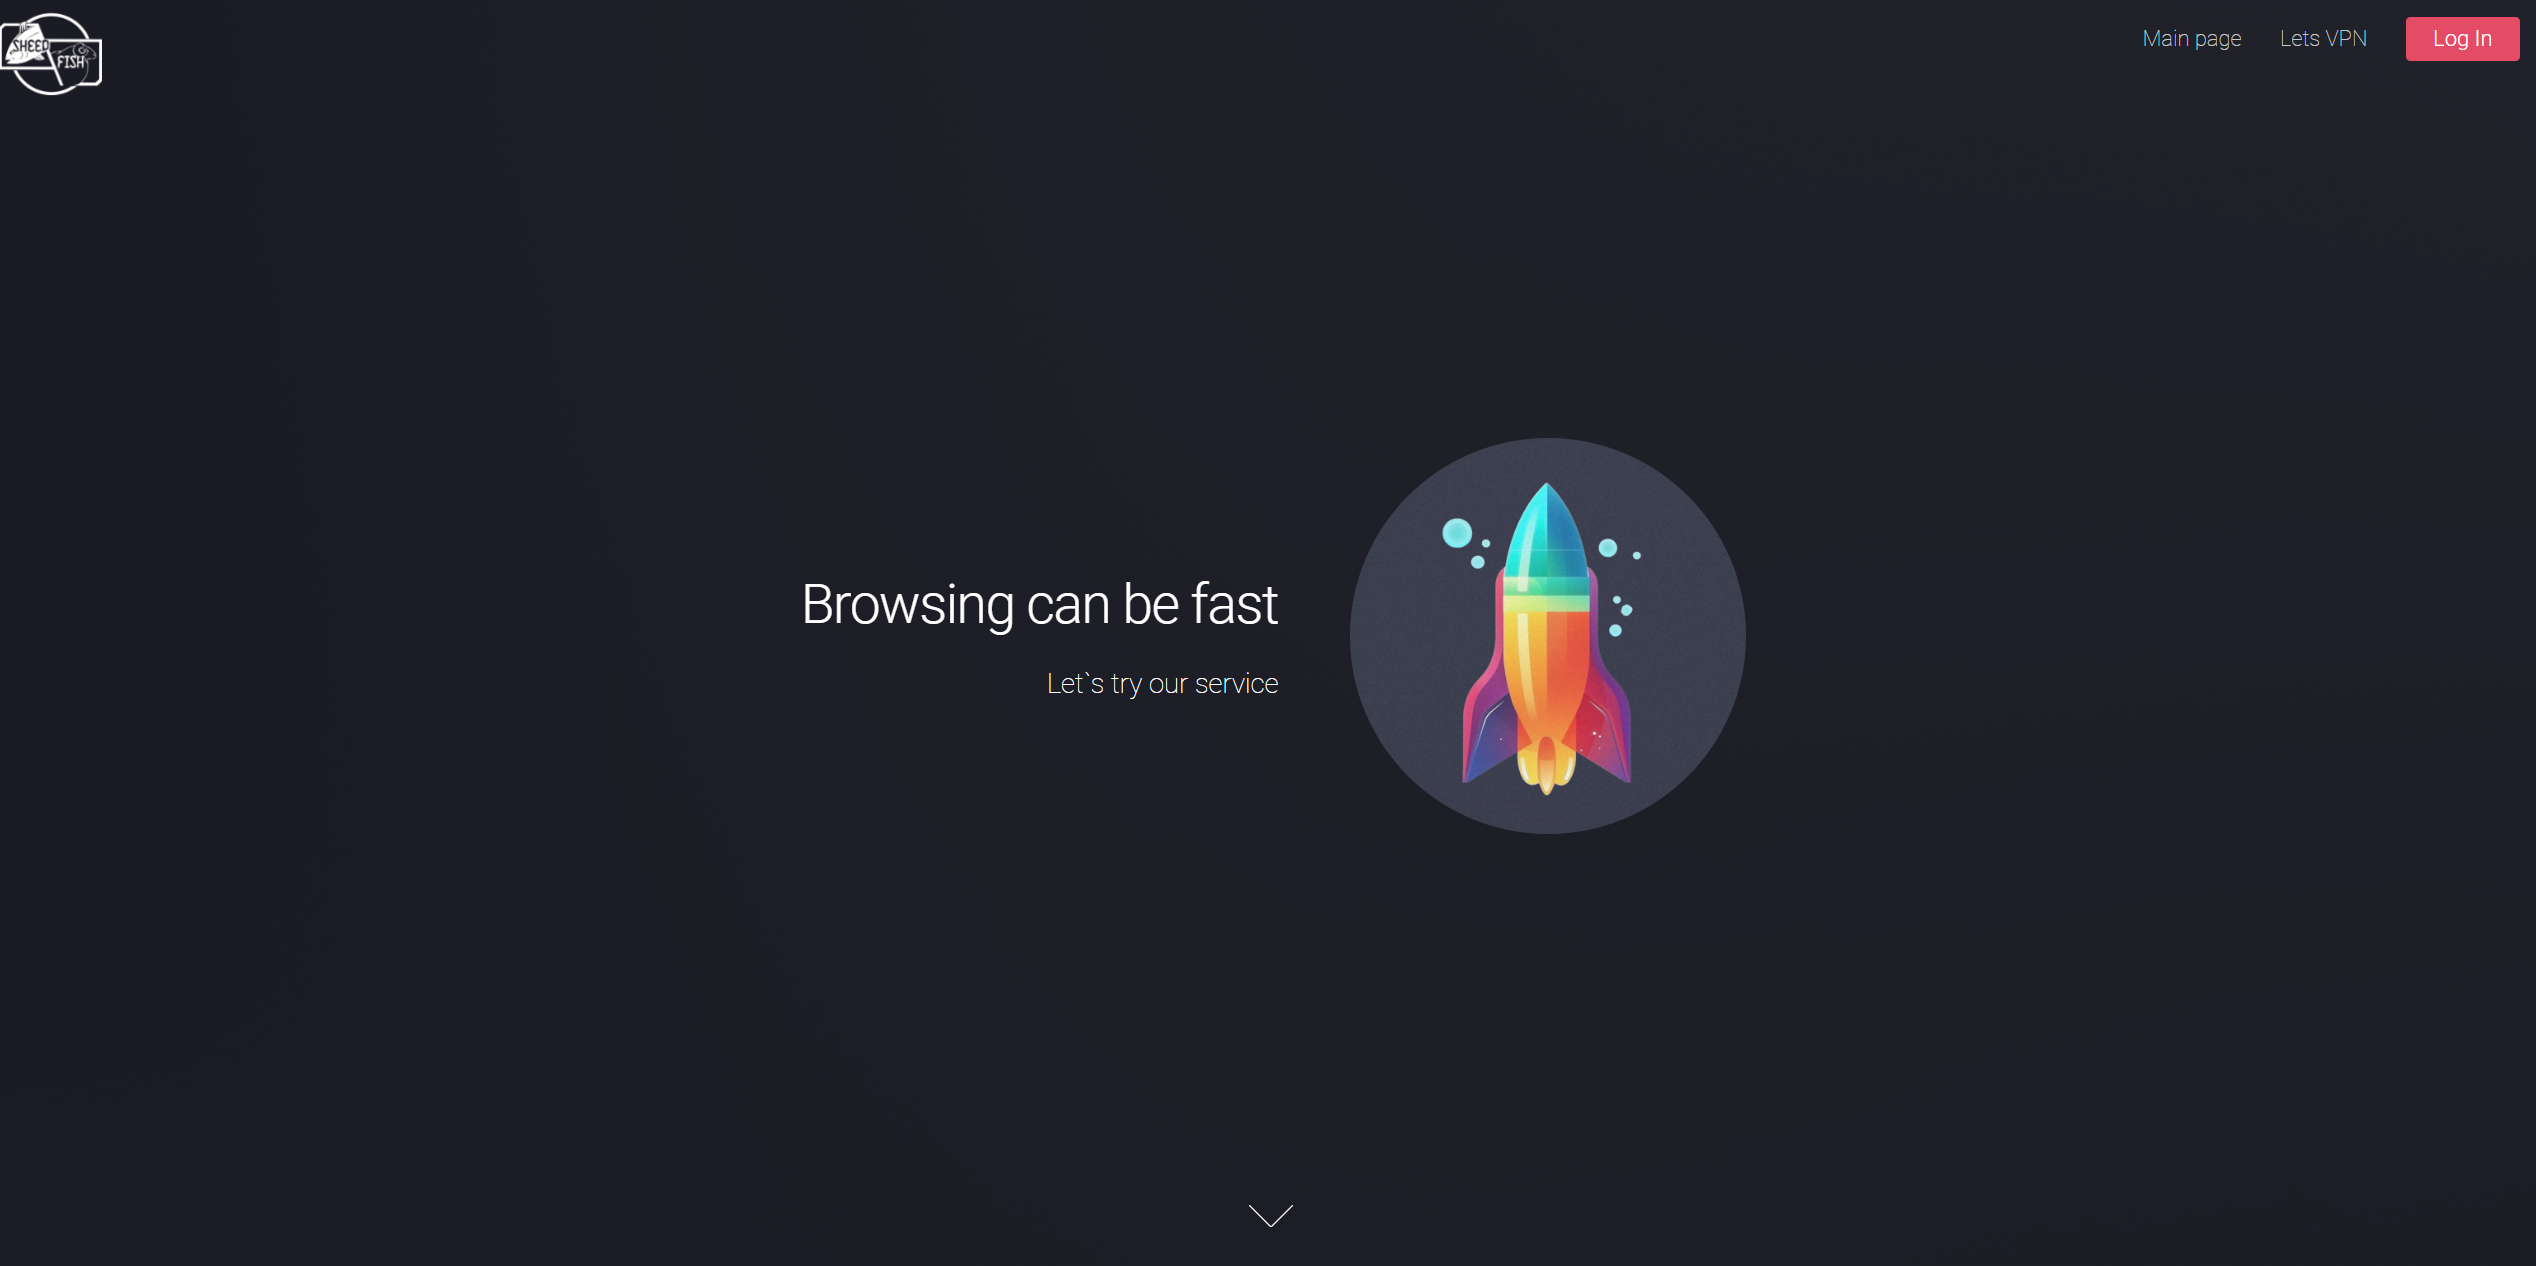 SHEEP
FISH
Main page
Lets VPN
Log In
Browsing can be fast
Let`s try our service